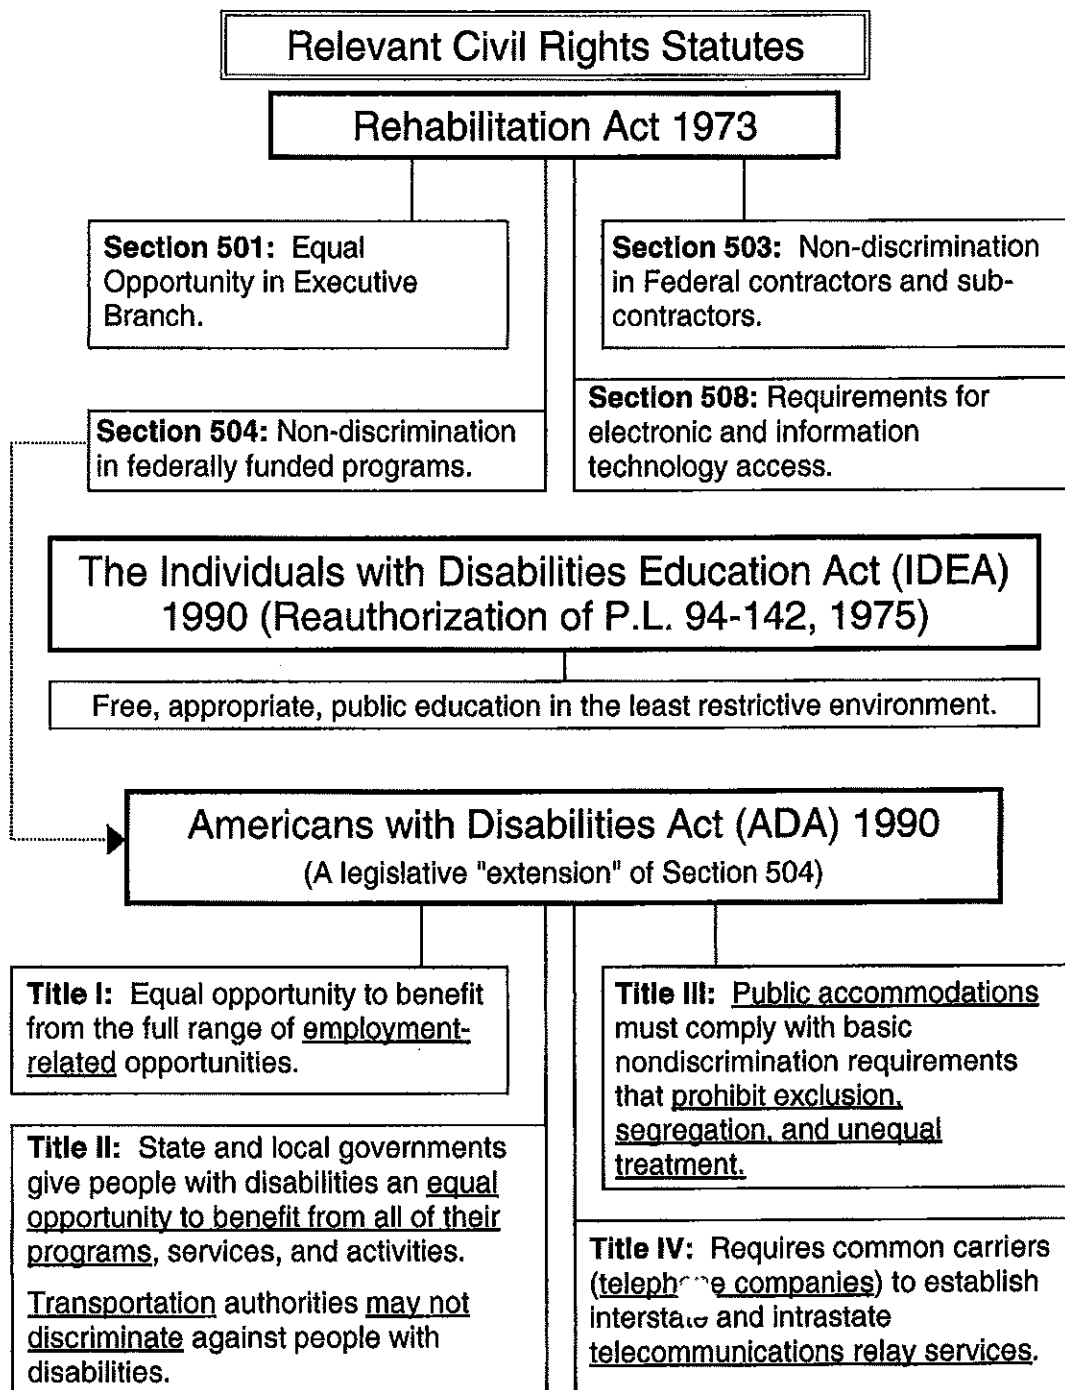 Relevant Civil Rights Statutes
Rehabilitation Act 1973
Section 501: Equal
Opportunity in Executive
Branch.
Section 503: Non-discrimination
in Federal contractors and sub-
contractors.
Section 504: Non-discrimination
in federally funded programs.
Section 508: Requirements for
electronic and information
technology access.
The Individuals with Disabilities Education Act (IDEA)
1990 (Reauthorization of P.L. 94-142, 1975)
Free, appropriate, public education in the least restrictive environment.
Americans with Disabilities Act (ADA) 1990
(A legislative "extension" of Section 504)
Title I: Equal opportunity to benefit
from the full range of employment-
related opportunities.
Title II: State and local governments
give people with disabilities an equal
opportunity to benefit from all of their
programs, services, and activities.
Transportation authorities may not
discriminate against people with
disabilities.
Title III: Public accommodations
must comply with basic
nondiscrimination requirements
that prohibit exclusion,
segregation, and unequal
treatment.
Title IV: Requires common carriers
(telephone companies) to establish
interstate and intrastate
telecommunications relay services.